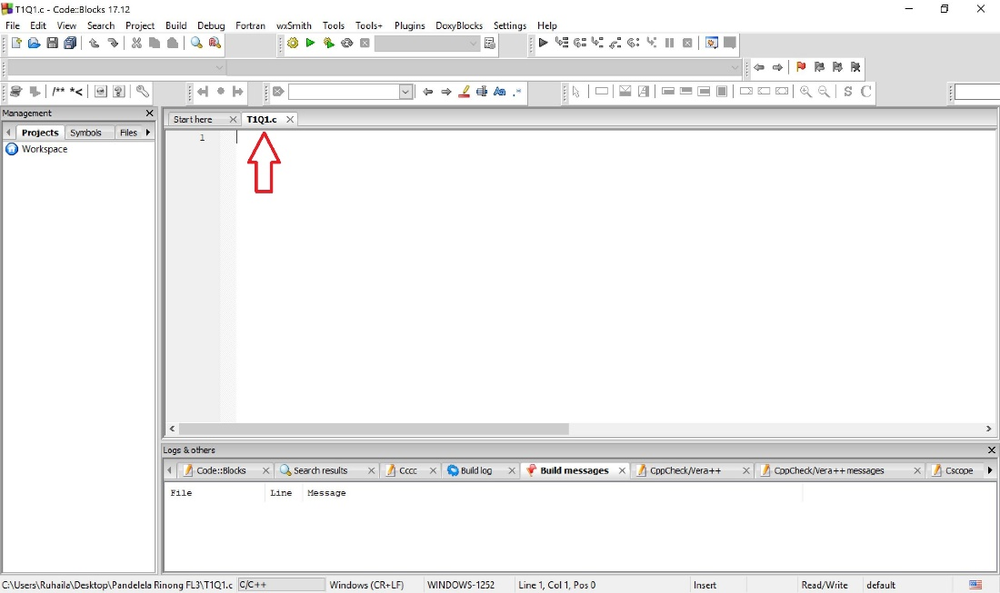 T1Q1.c - Code::Blocks 17.12
File Edit View Search Project Build Debug Fortran wxSmith Tools Tools+ Plugins DoxyBlocks Settings Help
/** *<
Aa .*
S C
Management
Projects Symbols Files
Workspace
Start here T1Q1.c
1
Logs & others
Code::Blocks Search results Cccc Build log Build messages CppCheck/Vera++ CppCheck/Vera++ messages Cscope
File Line Message
C:\Users\Ruhaila\Desktop\Pandelela Rinong FL3\T1Q1.c C/C++ Windows (CR+LF) WINDOWS-1252 Line 1, Col 1, Pos 0 Insert Read/Write default